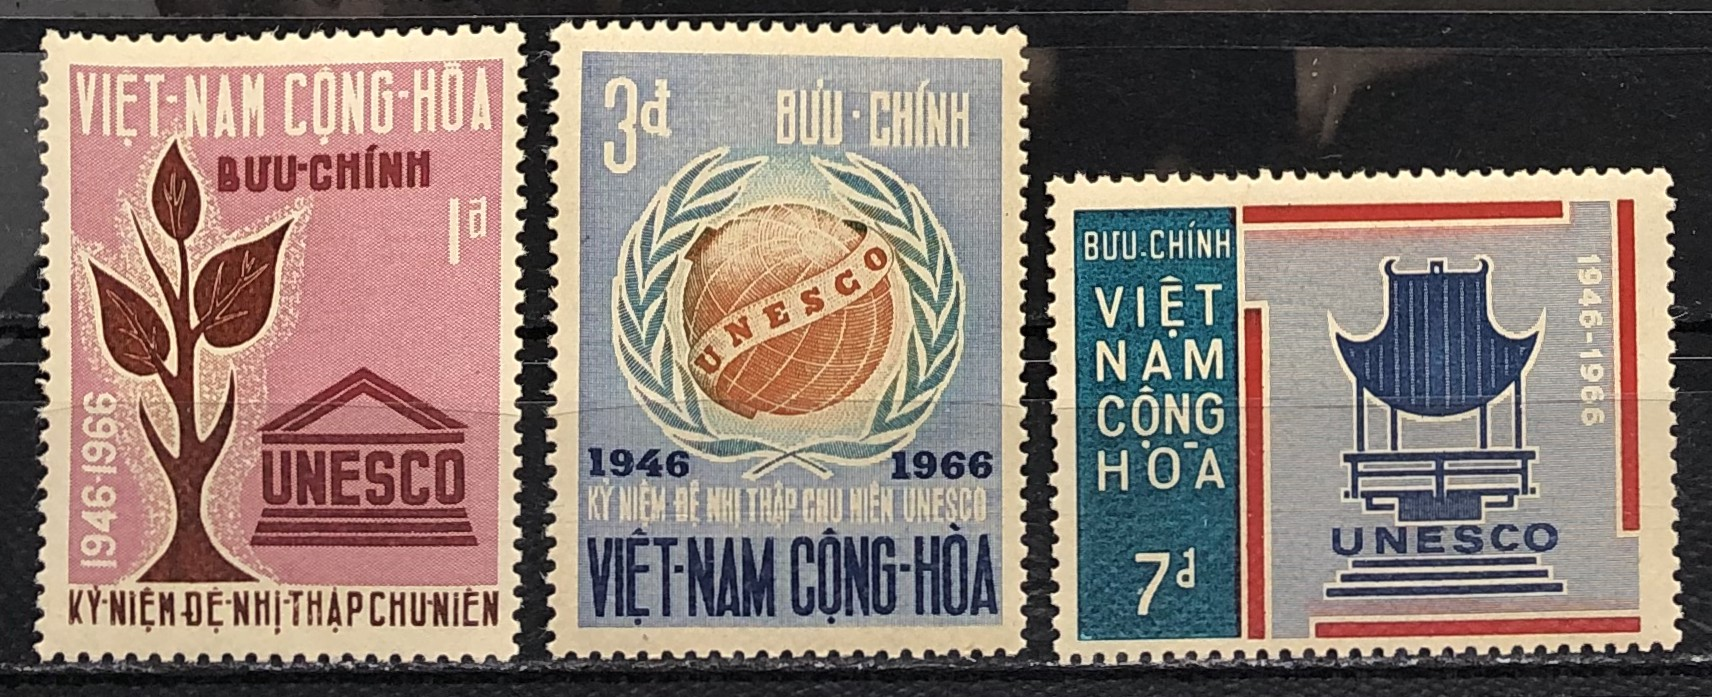 VIỆT-NAM CỘNG-HÒA
BƯU-CHÍNH
1đ
1946-1966
UNESCO
KỶ-NIỆM ĐỆ-NHỊ-THẬP CHU-NIÊN
3đ
BƯU-CHÍNH
UNESCO
1946
1966
KỶ NIỆM ĐỆ NHỊ THẬP CHU NIÊN UNESCO
VIỆT-NAM CỘNG-HÒA
BƯU-CHÍNH
VIỆT
NAM
CỘNG
HÒA
7đ
1946-1966
UNESCO